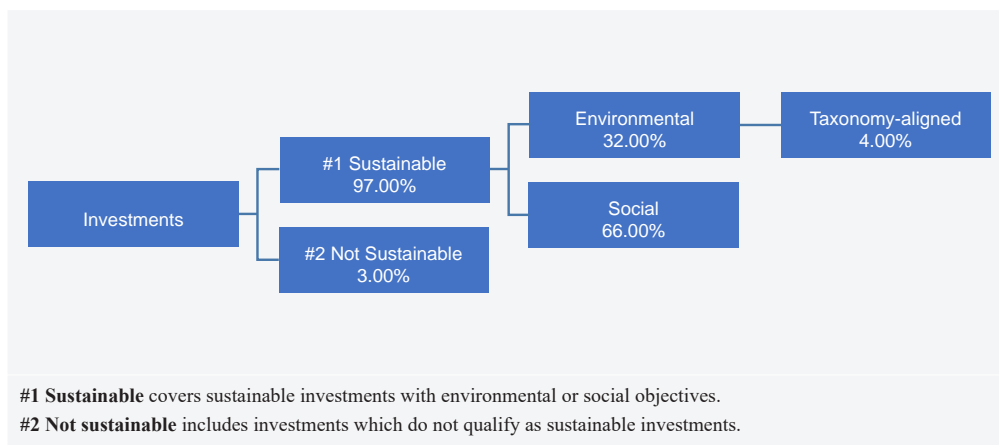 Environmental
32.00%
Taxonomy-aligned
4.00%
#1 Sustainable
97.00%
Investments
Social
66.00%
#2 Not Sustainable
3.00%
#1 Sustainable covers sustainable investments with environmental or social objectives.
#2 Not sustainable includes investments which do not qualify as sustainable investments.